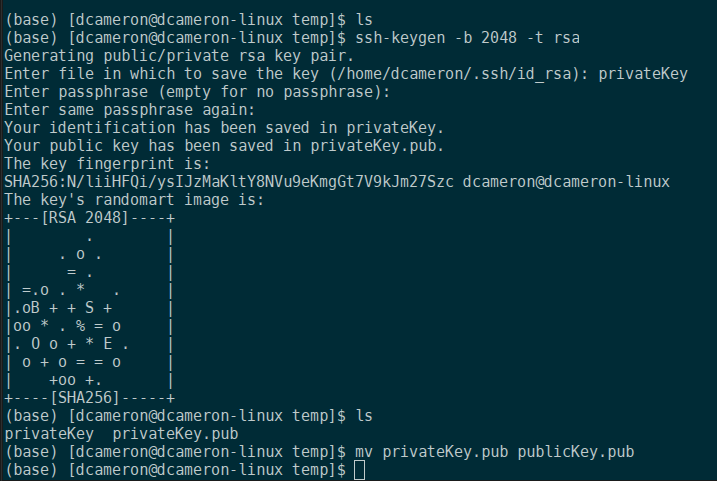 (base) [dcameron@dcameron-linux temp]$ ls
(base) [dcameron@dcameron-linux temp]$ ssh-keygen -b 2048 -t rsa
Generating public/private rsa key pair.
Enter file in which to save the key (/home/dcameron/.ssh/id_rsa): privateKey
Enter passphrase (empty for no passphrase):
Enter same passphrase again:
Your identification has been saved in privateKey.
Your public key has been saved in privateKey.pub.
The key fingerprint is:
SHA256:N/liiHFQi/ysIJzMaKltY8NVu9eKmgGt7V9kJm27Szc dcameron@dcameron-linux
The key's randomart image is:
+---[RSA 2048]----+
|        .        |
|     . o .       |
|      = .        |
| =.o . *   .     |
|.oB + + S +      |
|oo * . % = o     |
|. O o + * E .    |
| o + o = = o     |
|    +oo +.       |
+----[SHA256]-----+
(base) [dcameron@dcameron-linux temp]$ ls
privateKey  privateKey.pub
(base) [dcameron@dcameron-linux temp]$ mv privateKey.pub publicKey.pub
(base) [dcameron@dcameron-linux temp]$